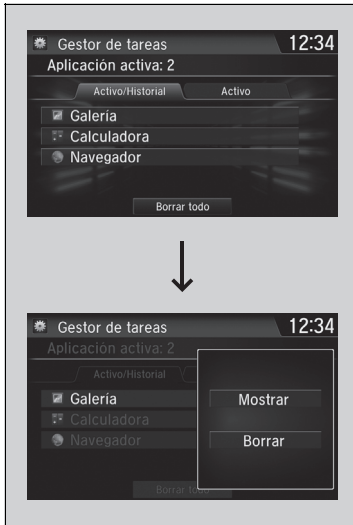 Gestor de tareas 12:34
Aplicación activa: 2
Activo/Historial Activo
Galería
Calculadora
Navegador
Borrar todo
Gestor de tareas 12:34
Aplicación activa: 2
Activo/Historial
Galería
Mostrar
Calculadora
Navegador
Borrar
Borrar todo